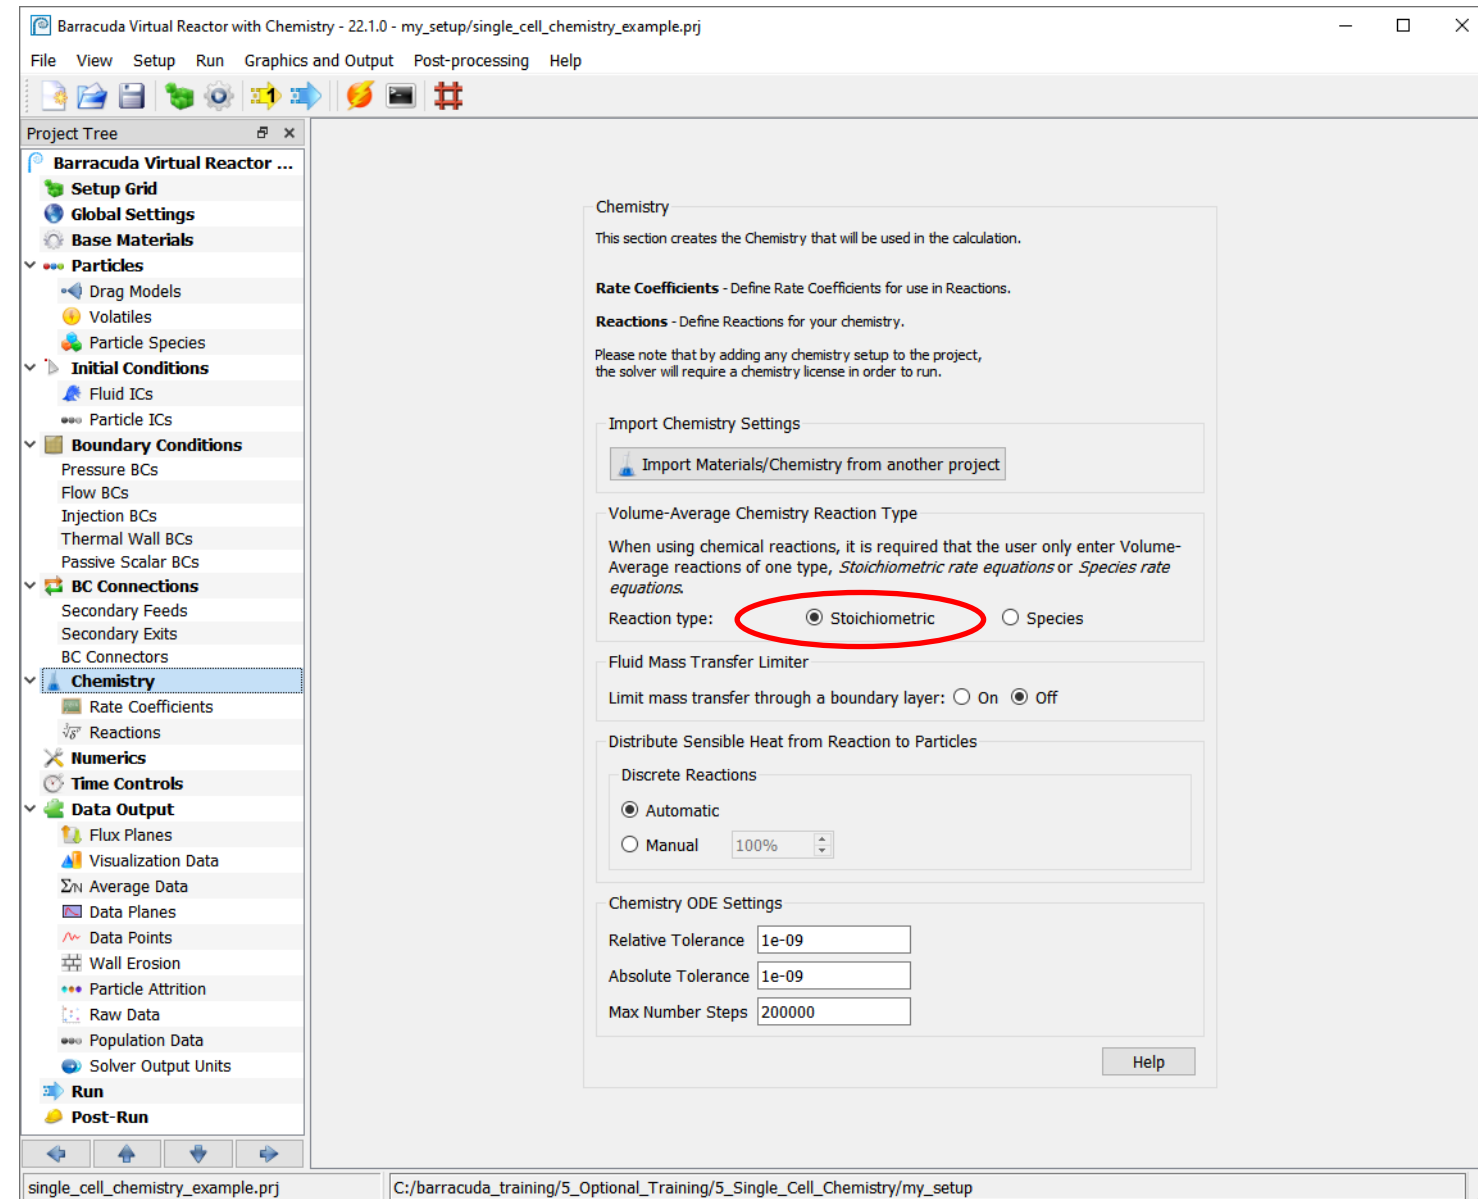 Barracuda Virtual Reactor with Chemistry - 22.1.0 - my_setup/single_cell_chemistry_example.prj
File View Setup Run Graphics and Output Post-processing Help
1
Project Tree
Barracuda Virtual Reactor ...
Setup Grid
Global Settings
Base Materials
Particles
Drag Models
Volatiles
Particle Species
Initial Conditions
Fluid ICs
Particle ICs
Boundary Conditions
Pressure BCs
Flow BCs
Injection BCs
Thermal Wall BCs
Passive Scalar BCs
BC Connections
Secondary Feeds
Secondary Exits
BC Connectors
Chemistry
Rate Coefficients
Reactions
Numerics
Time Controls
Data Output
Flux Planes
Visualization Data
Σ/N Average Data
Data Planes
Data Points
Wall Erosion
Particle Attrition
Raw Data
Population Data
Solver Output Units
Run
Post-Run
Chemistry
This section creates the Chemistry that will be used in the calculation.
Rate Coefficients - Define Rate Coefficients for use in Reactions.
Reactions - Define Reactions for your chemistry.
Please note that by adding any chemistry setup to the project,
the solver will require a chemistry license in order to run.
Import Chemistry Settings
Import Materials/Chemistry from another project
Volume-Average Chemistry Reaction Type
When using chemical reactions, it is required that the user only enter Volume-
Average reactions of one type, Stoichiometric rate equations or Species rate
equations.
Reaction type: Stoichiometric Species
Fluid Mass Transfer Limiter
Limit mass transfer through a boundary layer: On Off
Distribute Sensible Heat from Reaction to Particles
Discrete Reactions
Automatic
Manual 100%
Chemistry ODE Settings
Relative Tolerance 1e-09
Absolute Tolerance 1e-09
Max Number Steps 200000
Help
single_cell_chemistry_example.prj C:/barracuda_training/5_Optional_Training/5_Single_Cell_Chemistry/my_setup